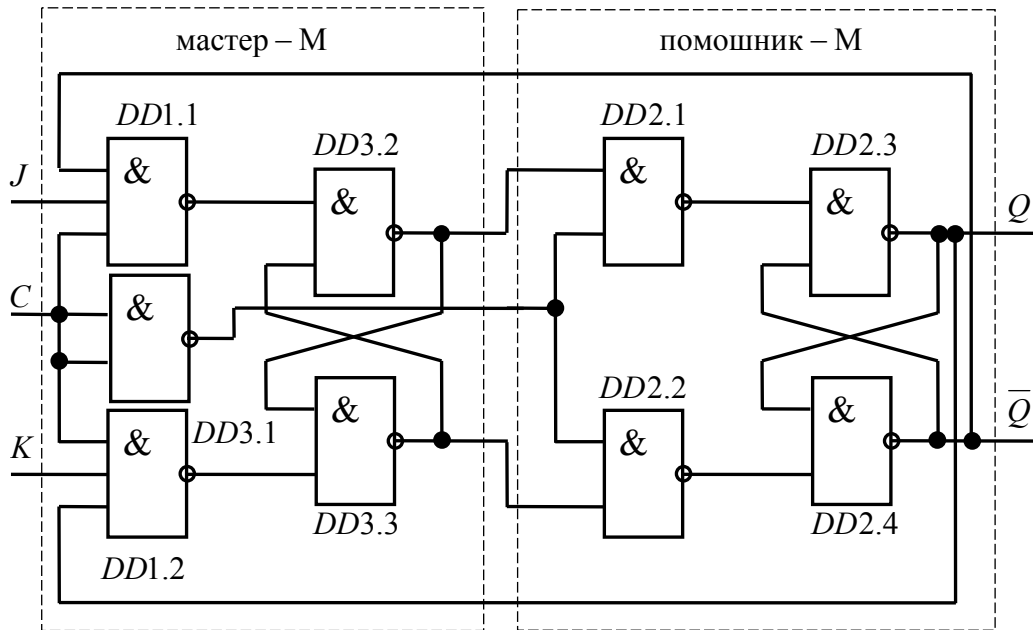 мастер – М
помошник – М
DD1.1
DD2.1
DD3.2
DD2.3
&
&
J
&
&
Q
C
&
DD2.2
&
&
Q̅
K
&
DD3.1
&
DD3.3
DD2.4
DD1.2